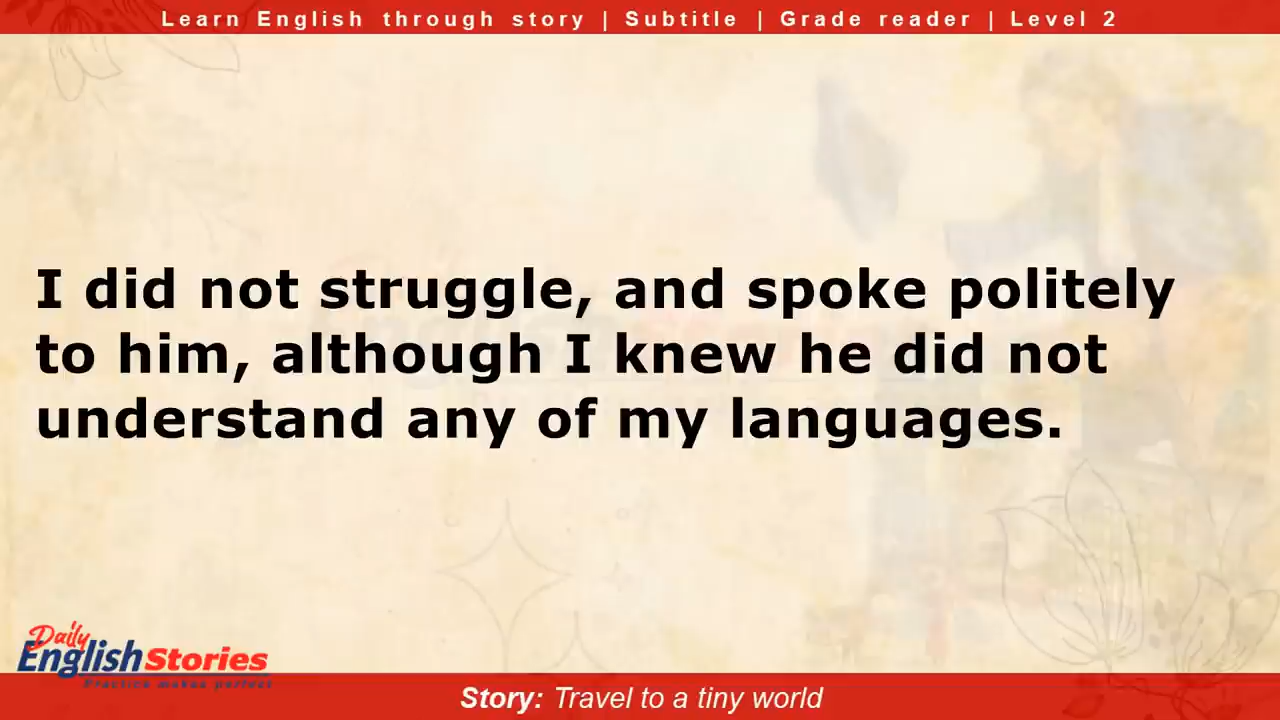 Learn English through story | Subtitle | Grade reader | Level 2
I did not struggle, and spoke politely
to him, although I knew he did not
understand any of my languages.
Daily
English Stories
Practice makes perfect
Story: Travel to a tiny world